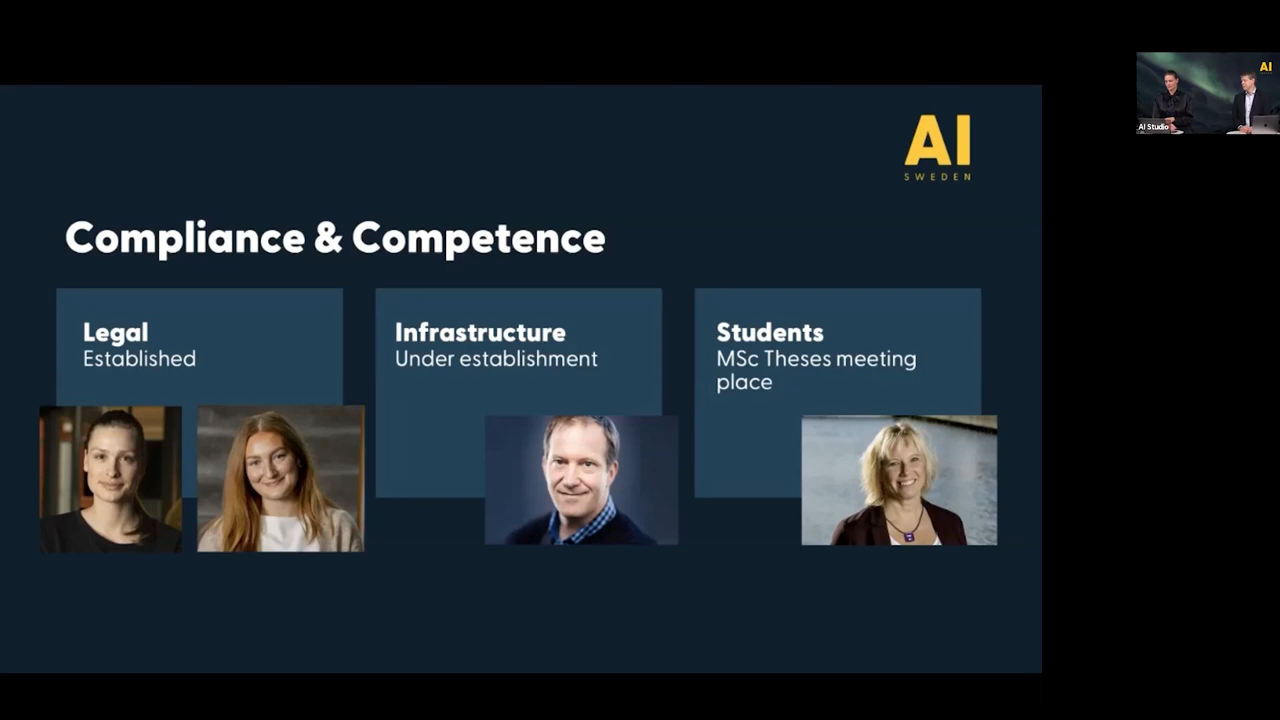 AI
SWEDEN
Compliance & Competence
Legal
Established
Infrastructure
Under establishment
Students
MSc Theses meeting
place
AI
AI Studio